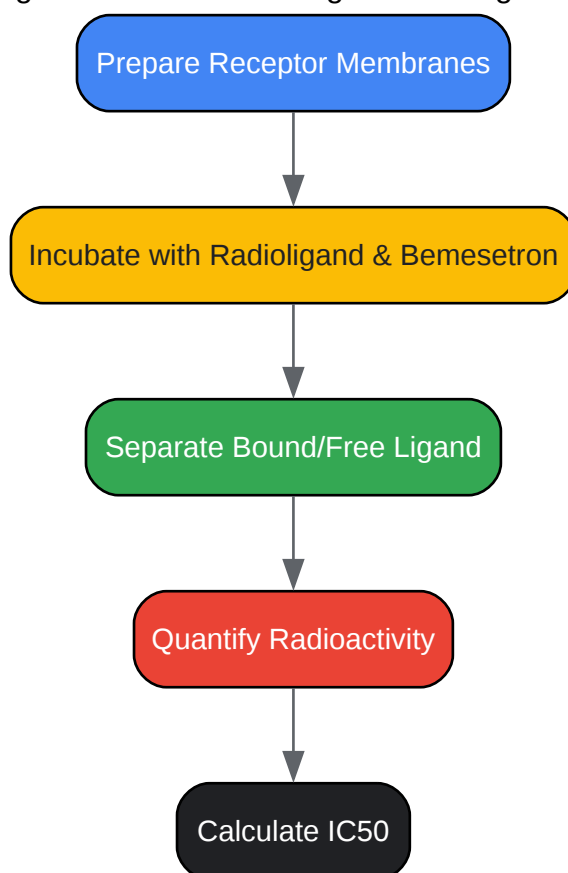 Prepare Receptor Membranes
Incubate with Radioligand & Bemesetron
Separate Bound/Free Ligand
Quantify Radioactivity
Calculate IC50